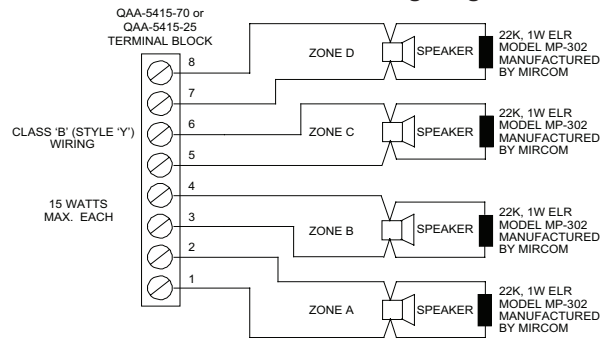 QAA-5415-70 or
QAA-5415-25
TERMINAL BLOCK
8
7
6
5
4
3
2
1
CLASS 'B' (STYLE 'Y')
WIRING
15 WATTS
MAX. EACH
ZONE D
SPEAKER
22K, 1W ELR
MODEL MP-302
MANUFACTURED
BY MIRCOM
ZONE C
SPEAKER
22K, 1W ELR
MODEL MP-302
MANUFACTURED
BY MIRCOM
ZONE B
SPEAKER
22K, 1W ELR
MODEL MP-302
MANUFACTURED
BY MIRCOM
ZONE A
SPEAKER
22K, 1W ELR
MODEL MP-302
MANUFACTURED
BY MIRCOM